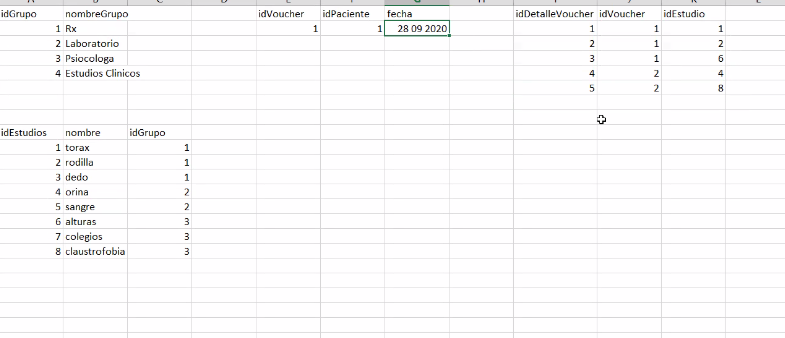 idGrupo nombreGrupo idVoucher idPaciente fecha idDetalleVoucher idVoucher idEstudio
1 Rx 1 1 28 09 2020 1 1 1
2 Laboratorio 2 1 2
3 Psiocologa 3 1 6
4 Estudios Clinicos 4 2 4
5 2 8
idEstudios nombre idGrupo
1 torax 1
2 rodilla 1
3 dedo 1
4 orina 2
5 sangre 2
6 alturas 3
7 colegios 3
8 claustrofobia 3